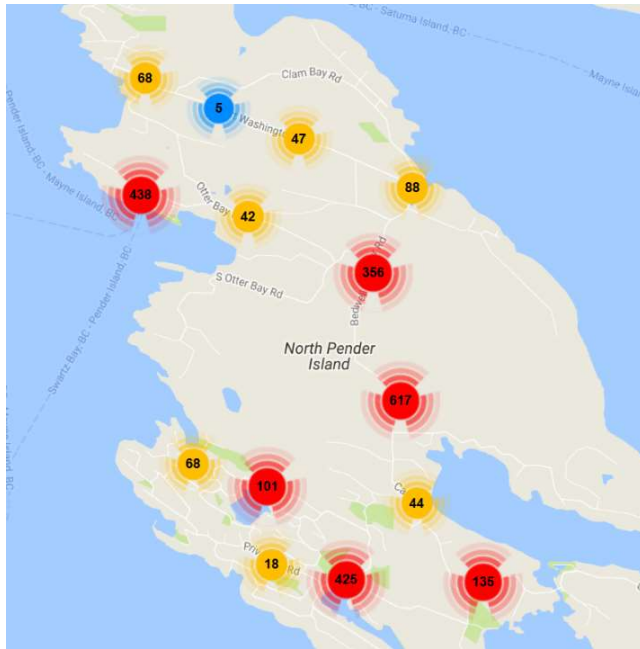 BC - Saturna Island, BC
Mayne Island
68
Clam Bay Rd
5
Washington
47
Pender Island, BC - Mayne Island, BC
438
88
Otter Bay
42
356
S Otter Bay Rd
Rd
Swartz Bay, BC - Pender Island, BC
North Pender
Island
617
68
101
44
18
Rd
425
135